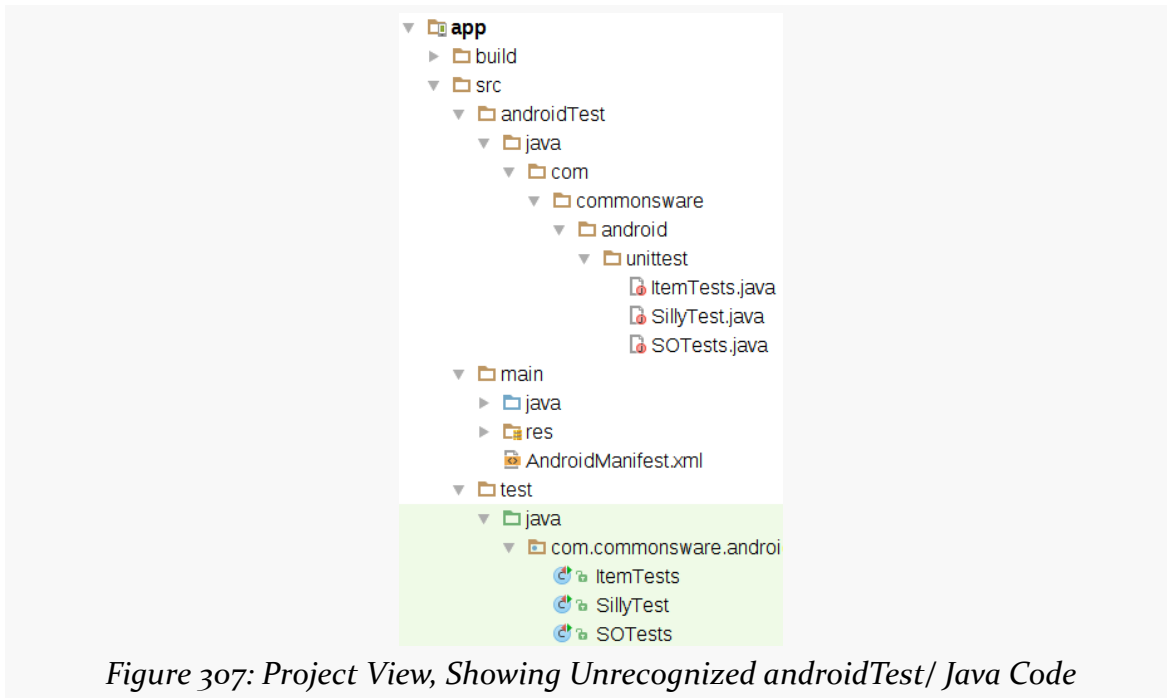 app
build
src
androidTest
java
com
commonsware
android
unittest
ItemTests.java
SillyTest.java
SOTests.java
main
java
res
AndroidManifest.xml
test
java
com.commonsware.androi
ItemTests
SillyTest
SOTests
Figure 307: Project View, Showing Unrecognized androidTest/ Java Code